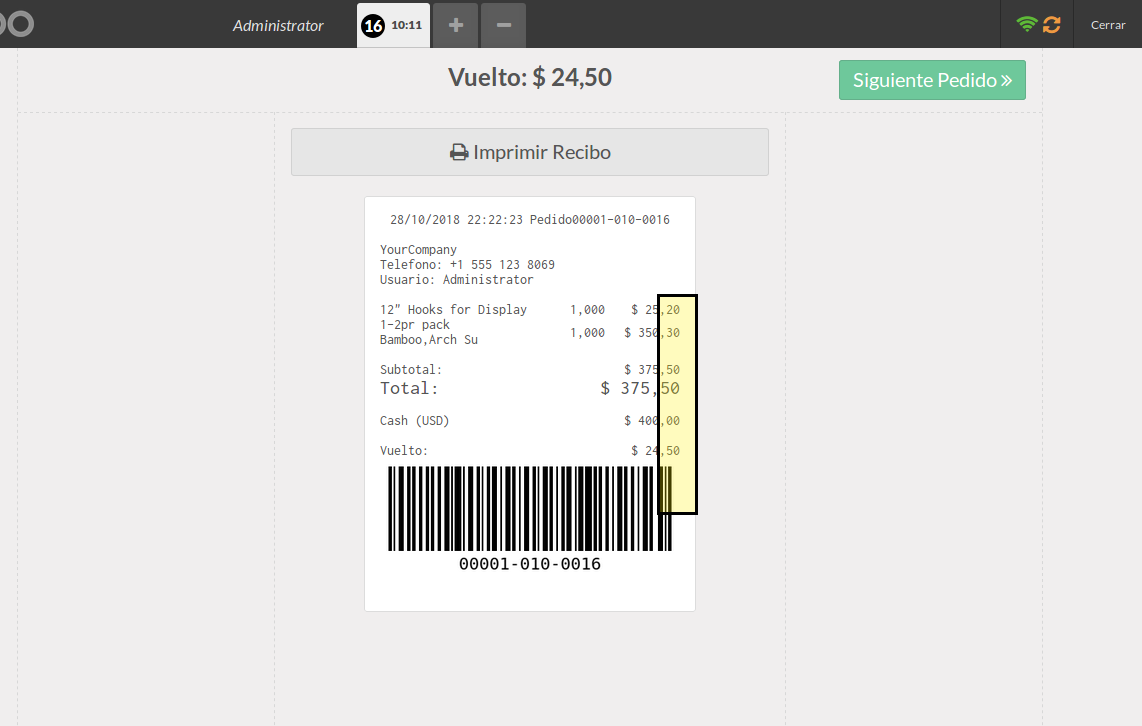 Administrator 16 10:11 Cerrar
Vuelto: $ 24,50
Siguiente Pedido »
Imprimir Recibo
28/10/2018 22:22:23 Pedido00001-010-0016
YourCompany
Telefono: +1 555 123 8069
Usuario: Administrator
12" Hooks for Display 1,000 $ 25,20
1-2pr pack
Bamboo,Arch Su 1,000 $ 350,30
Subtotal: $ 375,50
Total: $ 375,50
Cash (USD) $ 400,00
Vuelto: $ 24,50
00001-010-0016